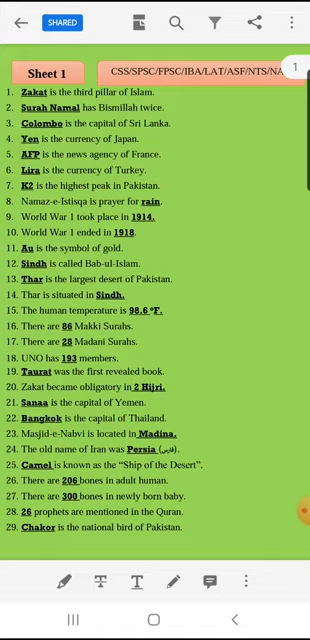 SHARED
1
Sheet 1
CSS/SPSC/FPSC/IBA/LAT/ASF/NTS/NA
1. Zakat is the third pillar of Islam.
2. Surah Namal has Bismillah twice.
3. Colombo is the capital of Sri Lanka.
4. Yen is the currency of Japan.
5. AFP is the news agency of France.
6. Lira is the currency of Turkey.
7. K2 is the highest peak in Pakistan.
8. Namaz-e-Istisqa is prayer for rain.
9. World War 1 took place in 1914.
10. World War 1 ended in 1918.
11. Au is the symbol of gold.
12. Sindh is called Bab-ul-Islam.
13. Thar is the largest desert of Pakistan.
14. Thar is situated in Sindh.
15. The human temperature is 98.6 ºF.
16. There are 86 Makki Surahs.
17. There are 28 Madani Surahs.
18. UNO has 193 members.
19. Taurat was the first revealed book.
20. Zakat became obligatory in 2 Hijri.
21. Sanaa is the capital of Yemen.
22. Bangkok is the capital of Thailand.
23. Masjid-e-Nabvi is located in Madina.
24. The old name of Iran was Persia (فارس).
25. Camel is known as the “Ship of the Desert”.
26. There are 206 bones in adult human.
27. There are 300 bones in newly born baby.
28. 26 prophets are mentioned in the Quran.
29. Chakor is the national bird of Pakistan.